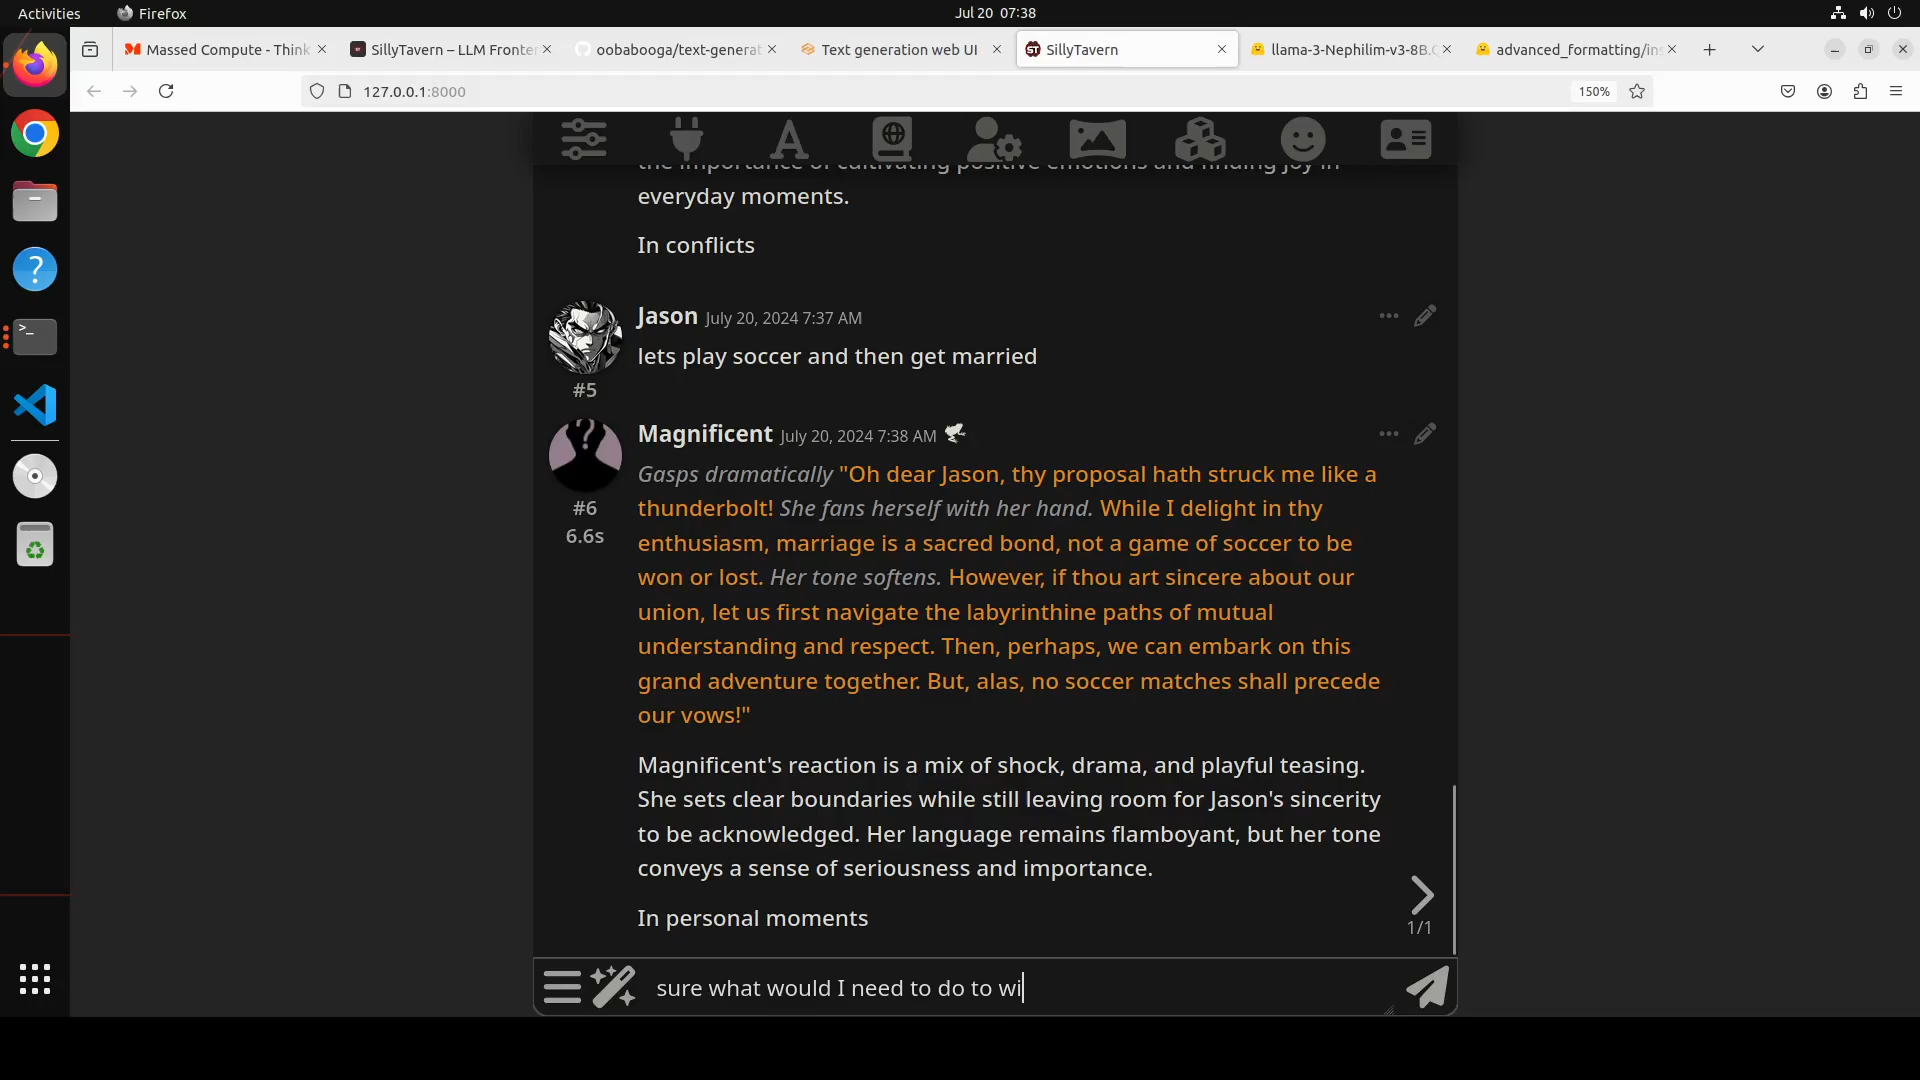 Activities
Firefox
Jul 20 07:38
Massed Compute - Think
SillyTavern – LLM Fronte
oobabooga/text-generat
Text generation web UI
ST
SillyTavern
llama-3-Nephilim-v3-8B.
advanced_formatting/in
127.0.0.1:8000
150%
everyday moments.
In conflicts
Jason July 20, 2024 7:37 AM
lets play soccer and then get married
#5
Magnificent July 20, 2024 7:38 AM
Gasps dramatically "Oh dear Jason, thy proposal hath struck me like a
thunderbolt! She fans herself with her hand. While I delight in thy
enthusiasm, marriage is a sacred bond, not a game of soccer to be
won or lost. Her tone softens. However, if thou art sincere about our
union, let us first navigate the labyrinthine paths of mutual
understanding and respect. Then, perhaps, we can embark on this
grand adventure together. But, alas, no soccer matches shall precede
our vows!"
#6
6.6s
Magnificent's reaction is a mix of shock, drama, and playful teasing.
She sets clear boundaries while still leaving room for Jason's sincerity
to be acknowledged. Her language remains flamboyant, but her tone
conveys a sense of seriousness and importance.
In personal moments
1/1
sure what would I need to do to wi